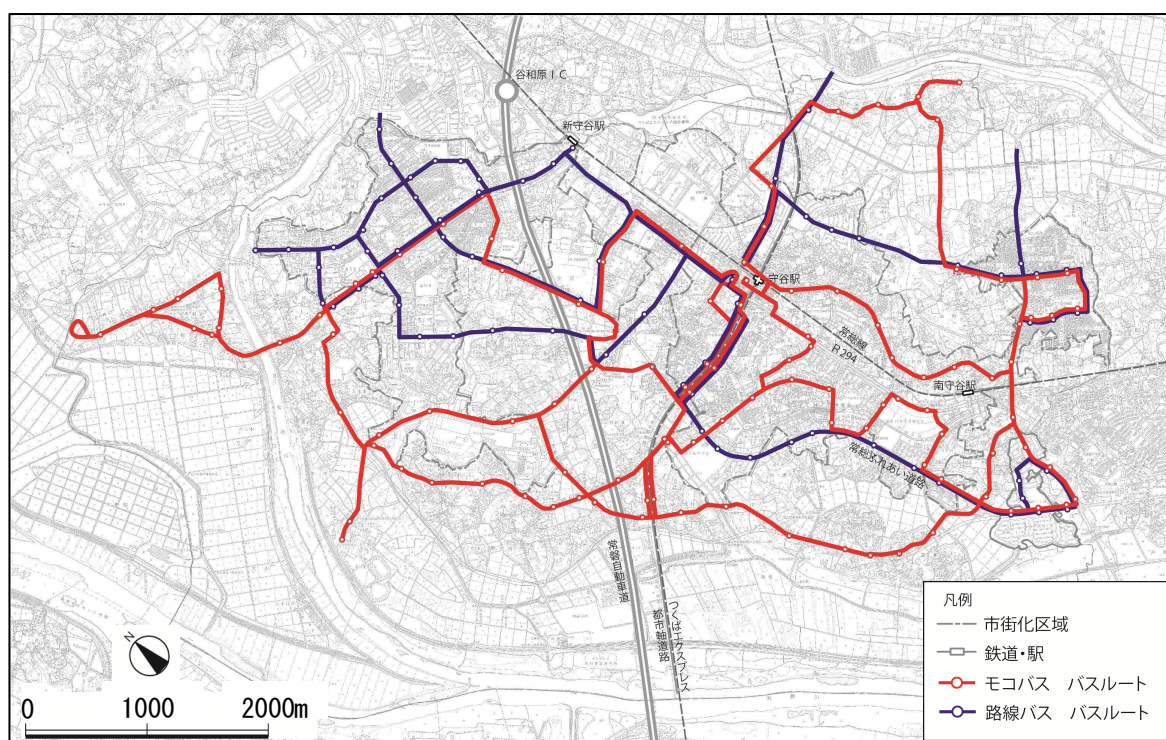 谷和原IC
新守谷駅
守谷駅
常総線
R294
南守谷駅
常総ふれあい道路
常磐自動車道
都市軸道路
つくばエクスプレス
N
0 1000 2000m
凡例
市街化区域
鉄道・駅
モコバス バスルート
路線バス バスルート